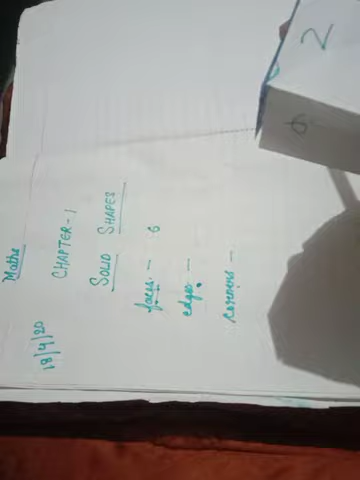 Maths
18/4/20
CHAPTER-1
SOLID SHAPES
faces - 6
edges -
corners -
2
6